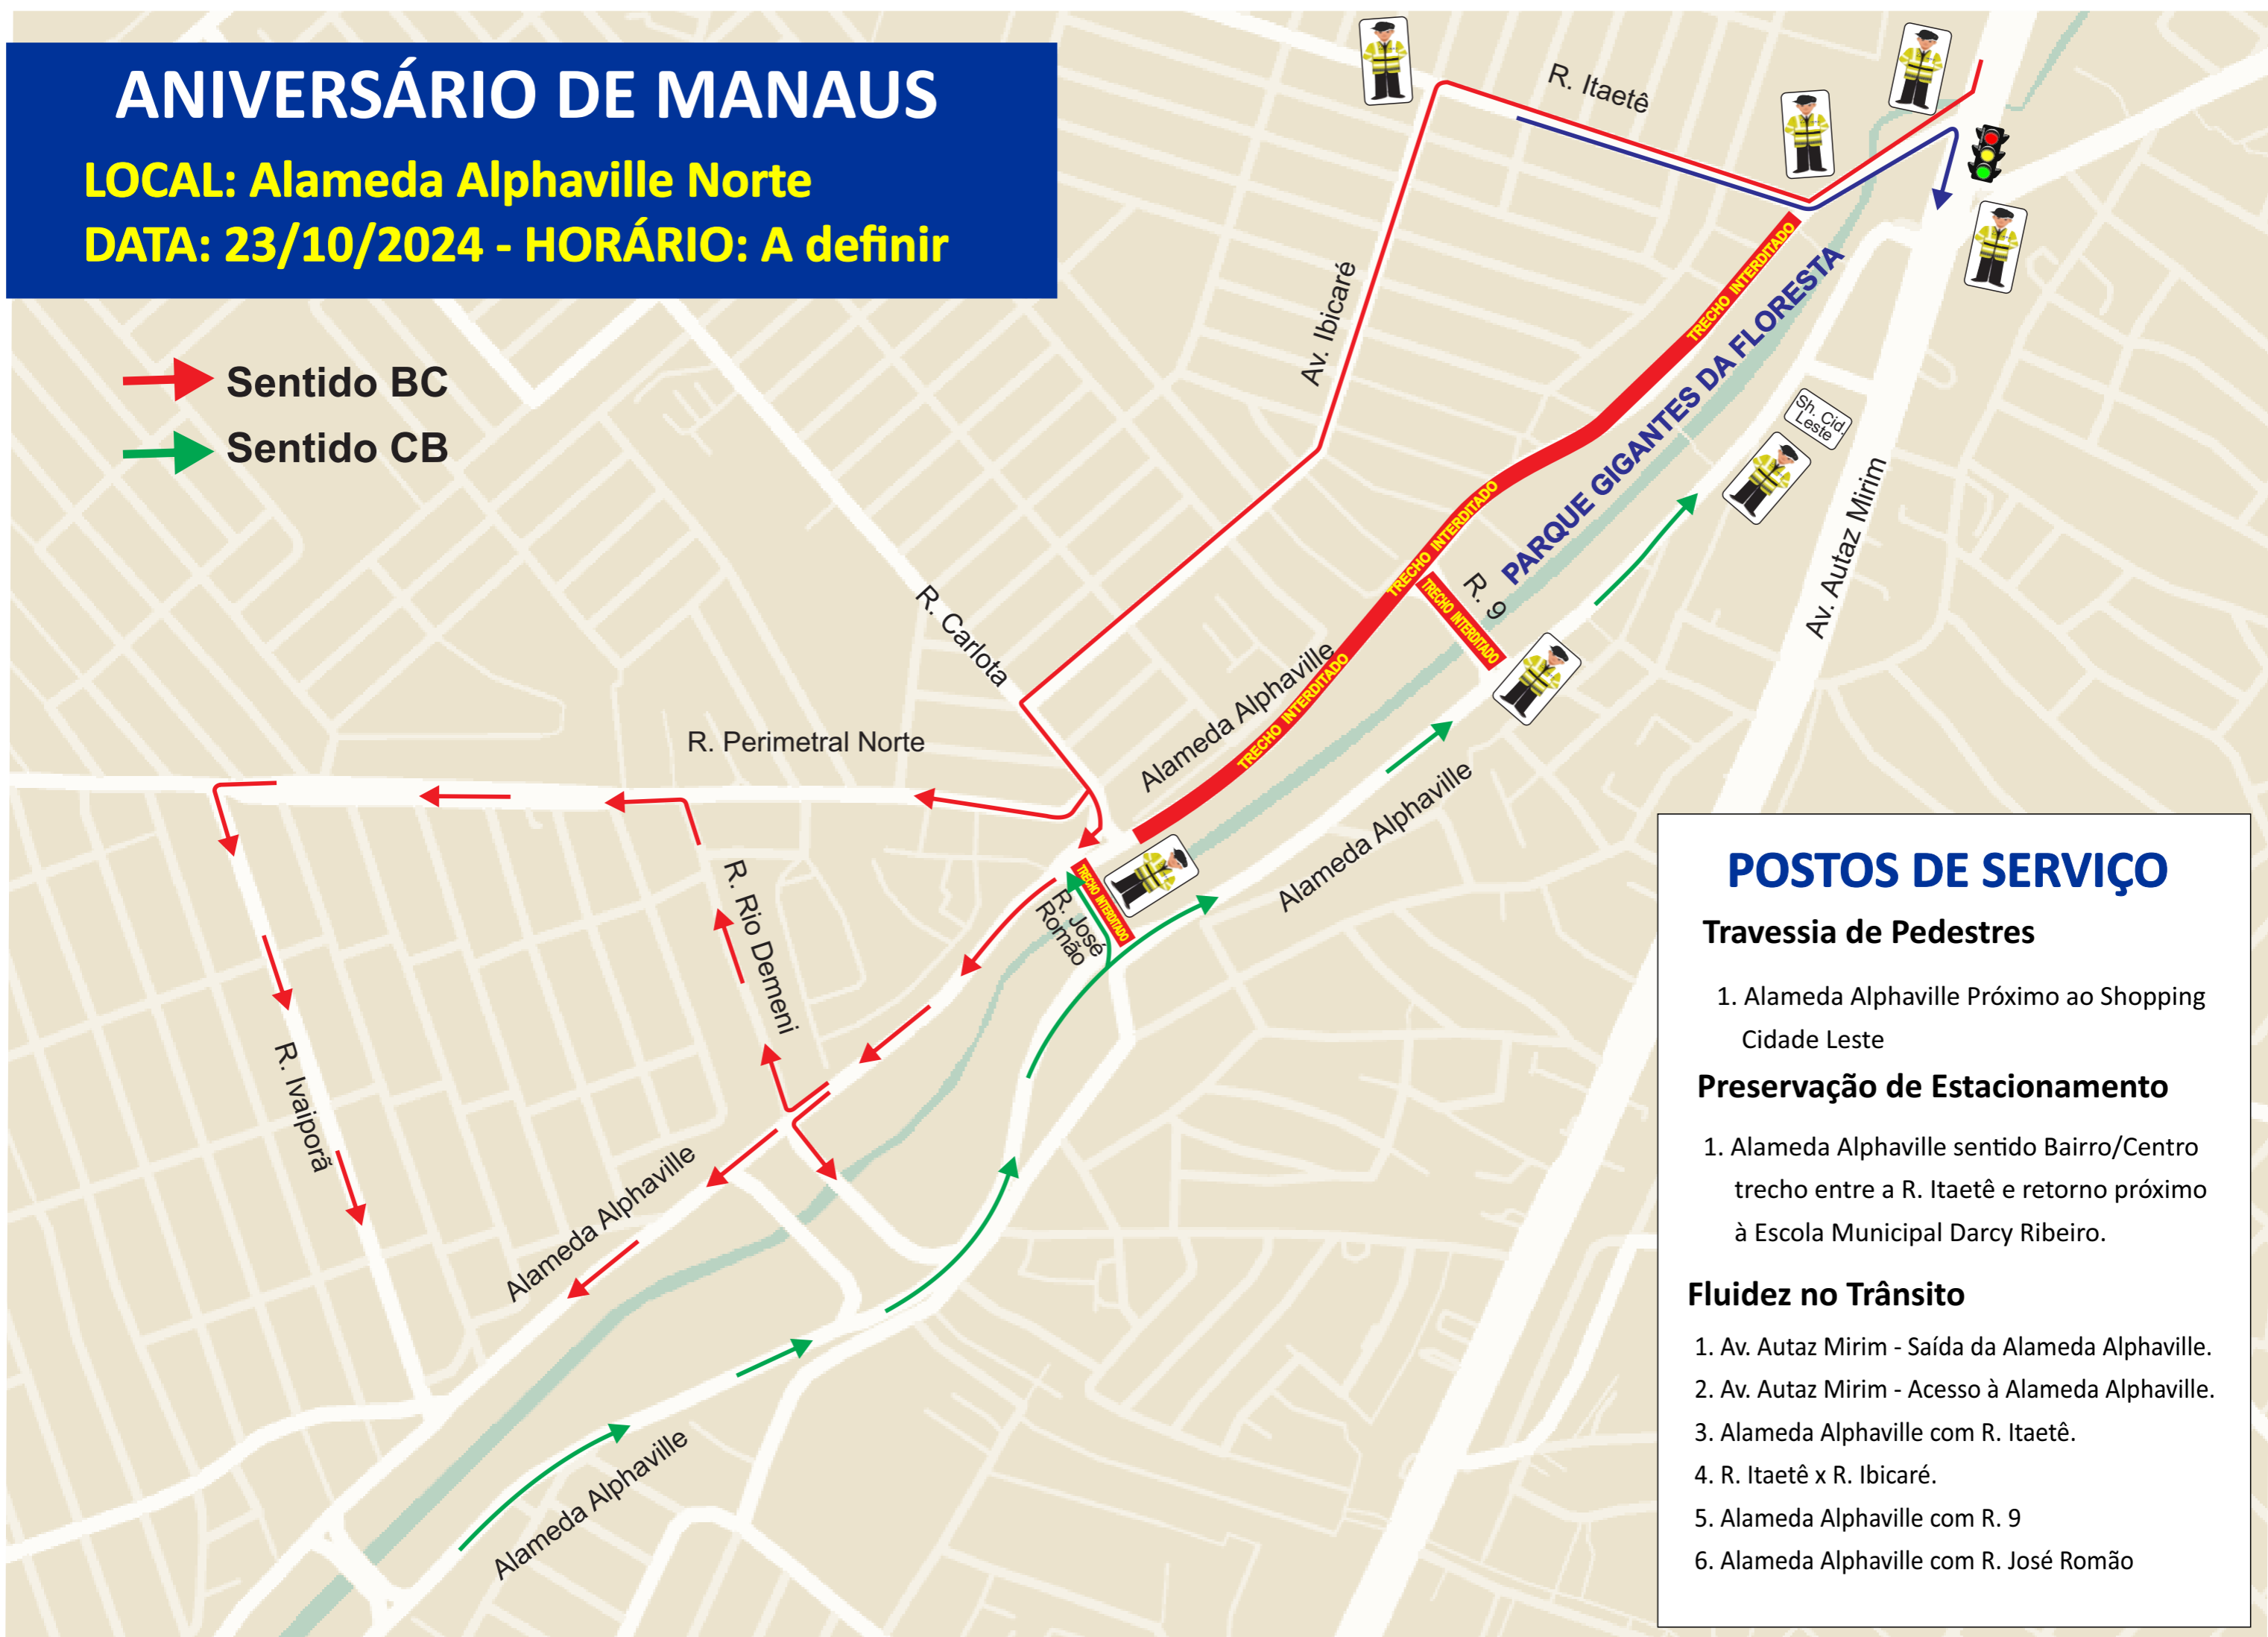 ANIVERSÁRIO DE MANAUS
LOCAL: Alameda Alphaville Norte
DATA: 23/10/2024 - HORÁRIO: A definir
Sentido BC
Sentido CB
R. Itaetê
Av. Ibicaré
TRECHO INTERDITADO
PARQUE GIGANTES DA FLORESTA
Sh. Cid.
Leste
Av. Autaz Mirim
TRECHO INTERDITADO
R. 9
TRECHO INTERDITADO
R. Carlota
Alameda Alphaville
TRECHO INTERDITADO
R. Perimetral Norte
Alameda Alphaville
TRECHO INTERDITADO
R. José
Romão
R. Rio Demeni
R. Ivaiporã
Alameda Alphaville
Alameda Alphaville
POSTOS DE SERVIÇO
Travessia de Pedestres
1. Alameda Alphaville Próximo ao Shopping
Cidade Leste
Preservação de Estacionamento
1. Alameda Alphaville sentido Bairro/Centro
trecho entre a R. Itaetê e retorno próximo
à Escola Municipal Darcy Ribeiro.
Fluidez no Trânsito
1. Av. Autaz Mirim - Saída da Alameda Alphaville.
2. Av. Autaz Mirim - Acesso à Alameda Alphaville.
3. Alameda Alphaville com R. Itaetê.
4. R. Itaetê x R. Ibicaré.
5. Alameda Alphaville com R. 9
6. Alameda Alphaville com R. José Romão